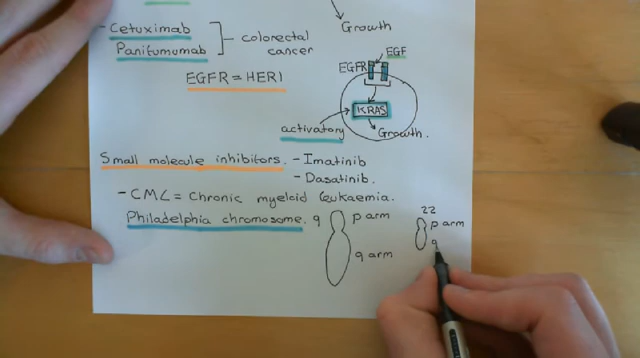 Growth
- Cetuximab
Panitumumab
colorectal cancer
EGF
EGFR
EGFR = HER1
KRAS
activatory
Growth.
Small molecule inhibitors. - Imatinib
- Dasatinib.
- CML = Chronic myeloid leukaemia.
Philadelphia chromosome.
9
p arm
q arm
22
p arm
q